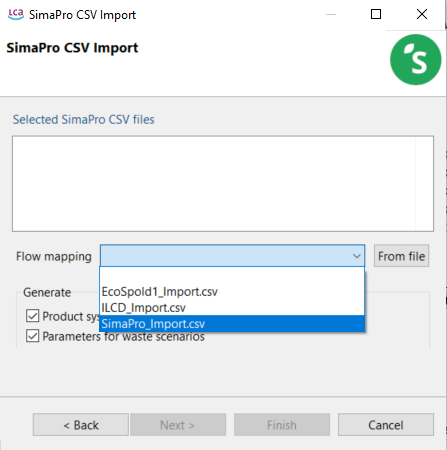 LCA SimaPro CSV Import
SimaPro CSV Import
S
Selected SimaPro CSV files
Flow mapping
From file
EcoSpold1_Import.csv
Generate
ILCD_Import.csv
Product sys
SimaPro_Import.csv
Parameters for waste scenarios
< Back Next > Finish Cancel